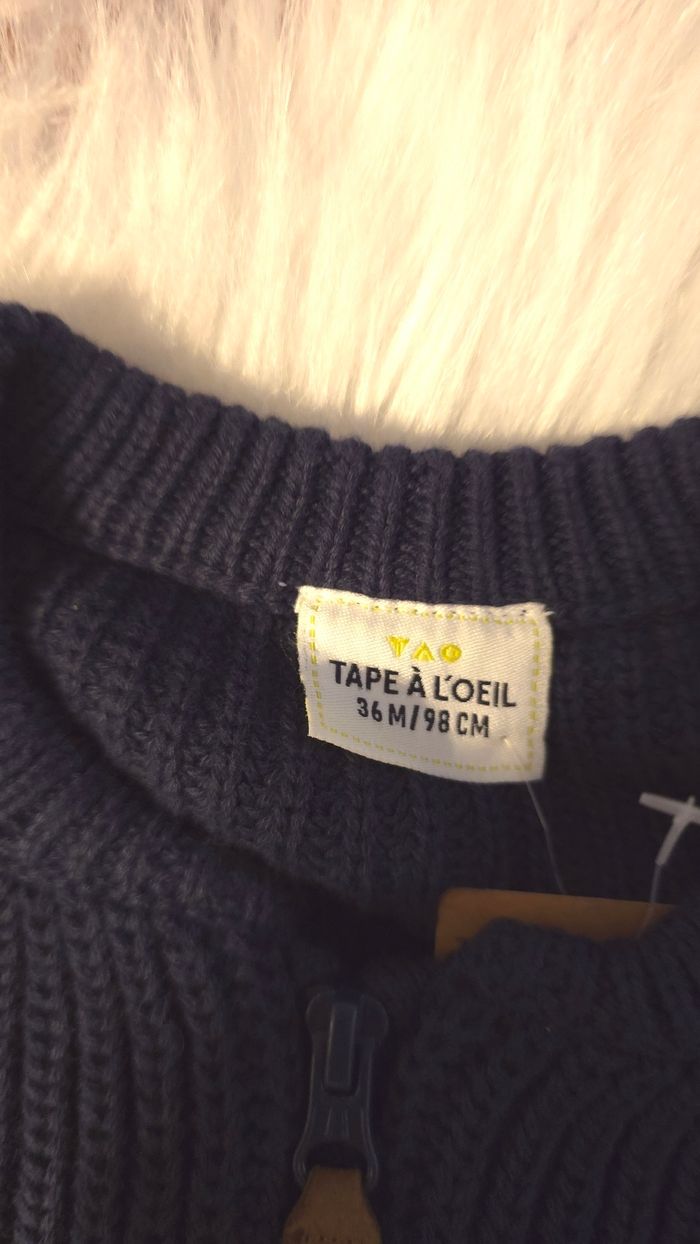 TAO
TAPE À L'OEIL
36 M/98 CM